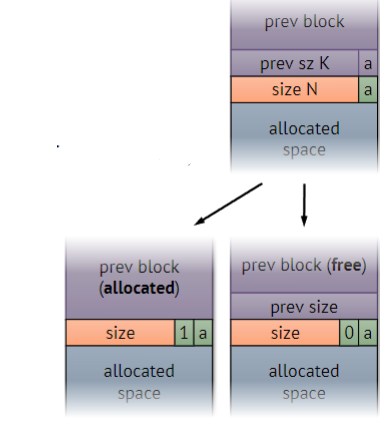 prev block
prev sz K a
size N a
allocated
space
prev block
(allocated)
size 1 a
allocated
space
prev block (free)
prev size
size 0 a
allocated
space